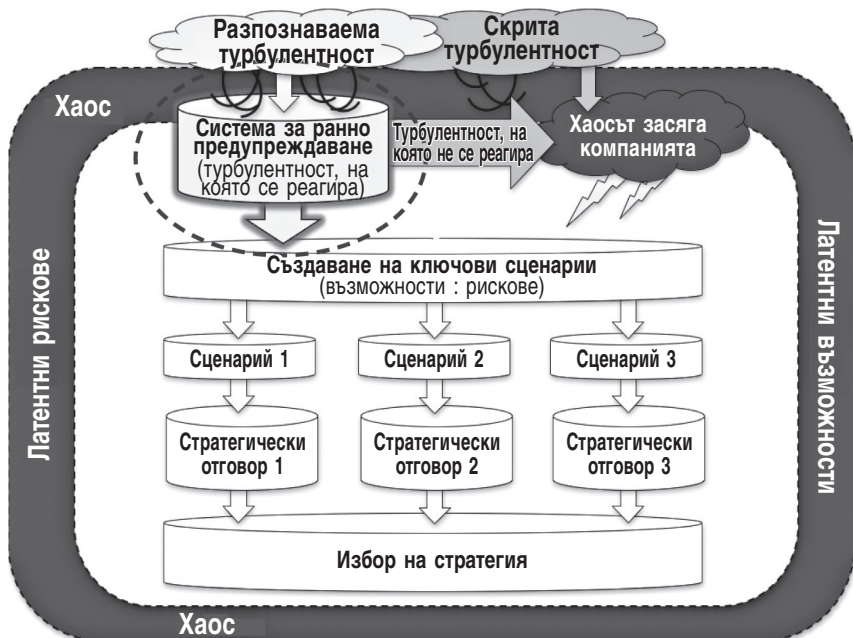 Разпознаваема
турбулентност
Скрита
турбулентност
Хаос
Система за ранно
предупреждаване
(турбулентност, на
която се реагира)
Турбулентност, на
която не се реагира
Хаосът засяга
компанията
Латентни рискове
Латентни възможности
Създаване на ключови сценарии
(възможности : рискове)
Сценарий 1
Сценарий 2
Сценарий 3
Стратегически
отговор 1
Стратегически
отговор 2
Стратегически
отговор 3
Избор на стратегия
Хаос